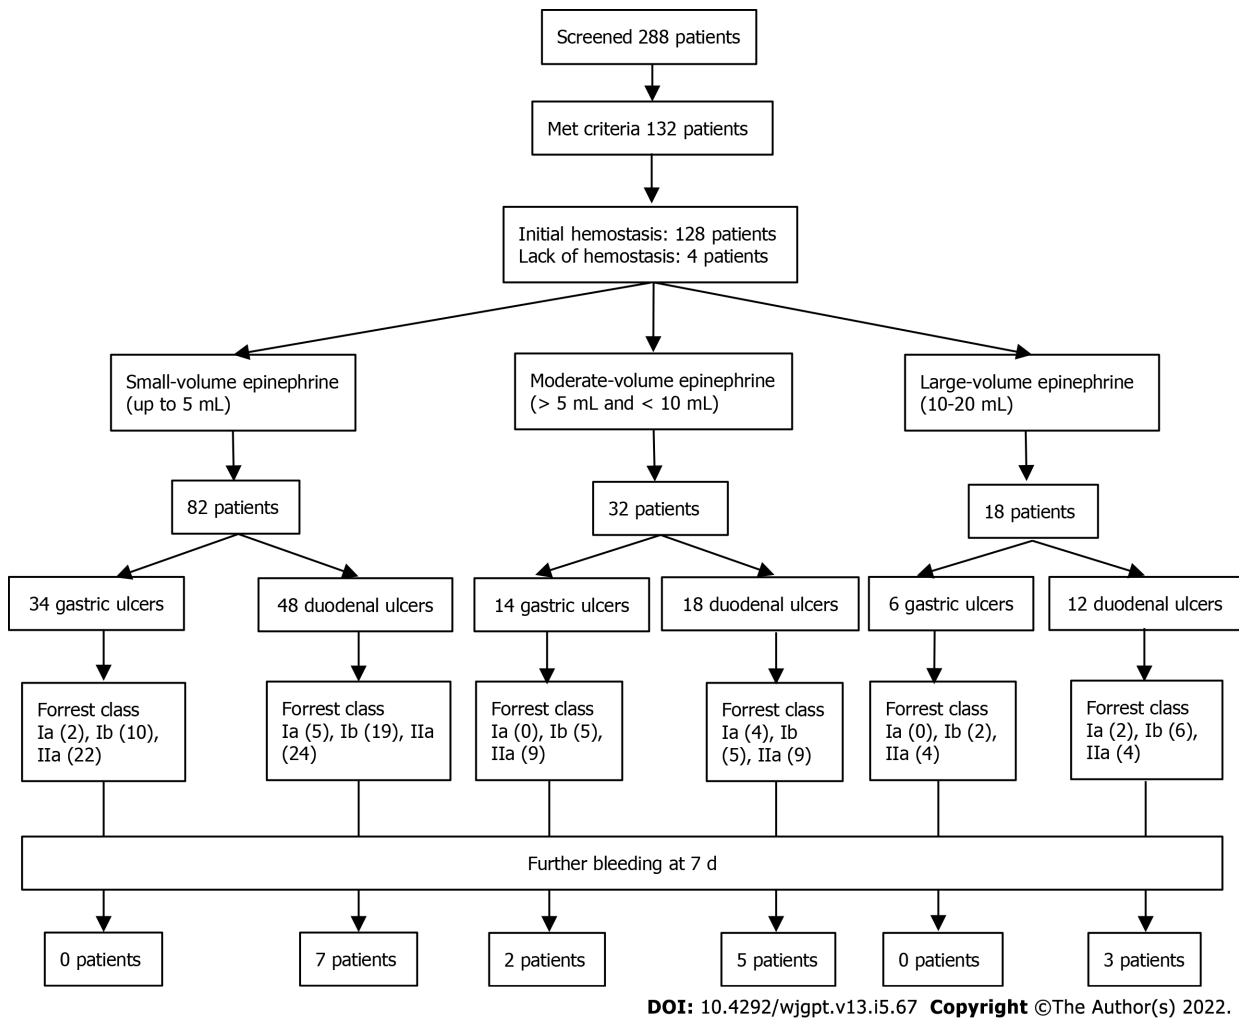 Screened 288 patients
Met criteria 132 patients
Initial hemostasis: 128 patients
Lack of hemostasis: 4 patients
Small-volume epinephrine
(up to 5 mL)
Moderate-volume epinephrine
(> 5 mL and < 10 mL)
Large-volume epinephrine
(10-20 mL)
82 patients
32 patients
18 patients
34 gastric ulcers
48 duodenal ulcers
14 gastric ulcers
18 duodenal ulcers
6 gastric ulcers
12 duodenal ulcers
Forrest class
Ia (2), Ib (10),
IIa (22)
Forrest class
Ia (5), Ib (19), IIa
(24)
Forrest class
Ia (0), Ib (5),
IIa (9)
Forrest class
Ia (4), Ib
(5), IIa (9)
Forrest class
Ia (0), Ib (2),
IIa (4)
Forrest class
Ia (2), Ib (6),
IIa (4)
Further bleeding at 7 d
0 patients
7 patients
2 patients
5 patients
0 patients
3 patients
DOI: 10.4292/wjgpt.v13.i5.67 Copyright ©The Author(s) 2022.